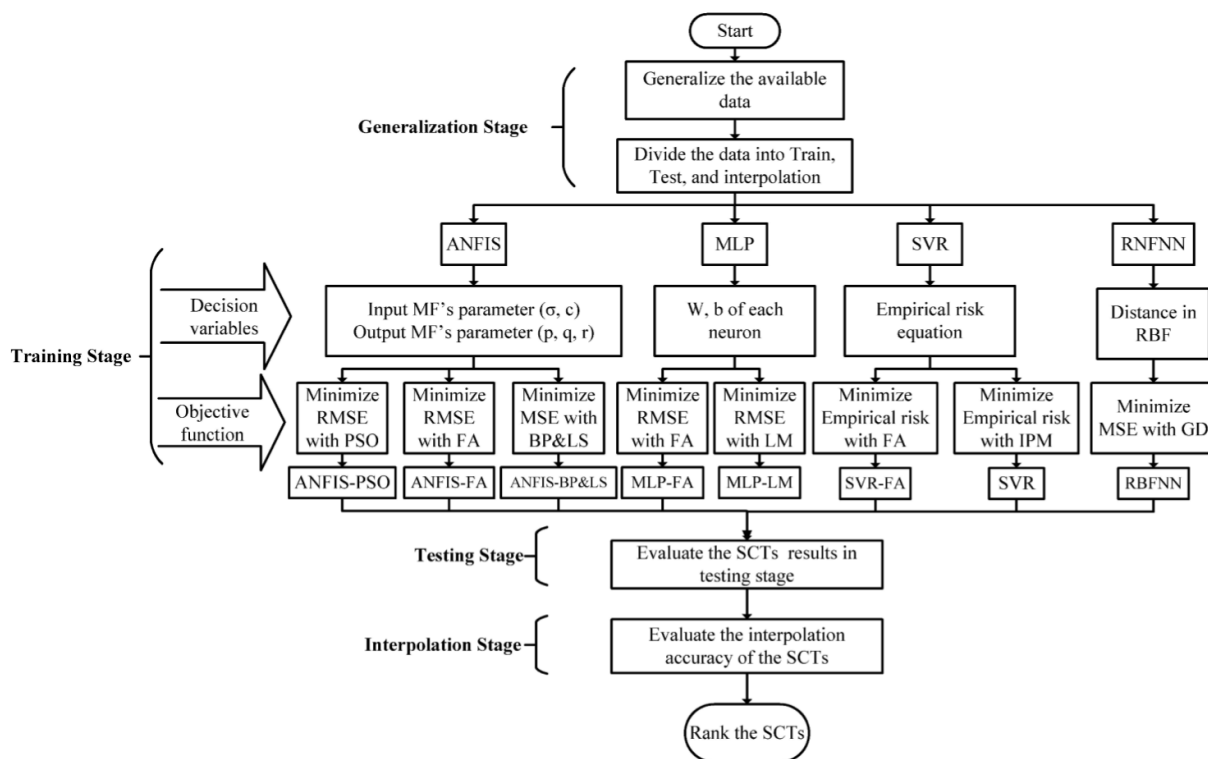 Start
Generalize the available
data
Generalization Stage
Divide the data into Train,
Test, and interpolation
ANFIS
MLP
SVR
RNFNN
Training Stage
Decision
variables
Input MF's parameter (σ, c)
Output MF's parameter (p, q, r)
W, b of each
neuron
Empirical risk
equation
Distance in
RBF
Objective
function
Minimize
RMSE
with PSO
Minimize
RMSE
with FA
Minimize
MSE with
BP&LS
Minimize
RMSE
with FA
Minimize
RMSE
with LM
Minimize
Empirical risk
with FA
Minimize
Empirical risk
with IPM
Minimize
MSE with GD
ANFIS-PSO
ANFIS-FA
ANFIS-BP&LS
MLP-FA
MLP-LM
SVR-FA
SVR
RBFNN
Testing Stage
Evaluate the SCTs results in
testing stage
Interpolation Stage
Evaluate the interpolation
accuracy of the SCTs
Rank the SCTs